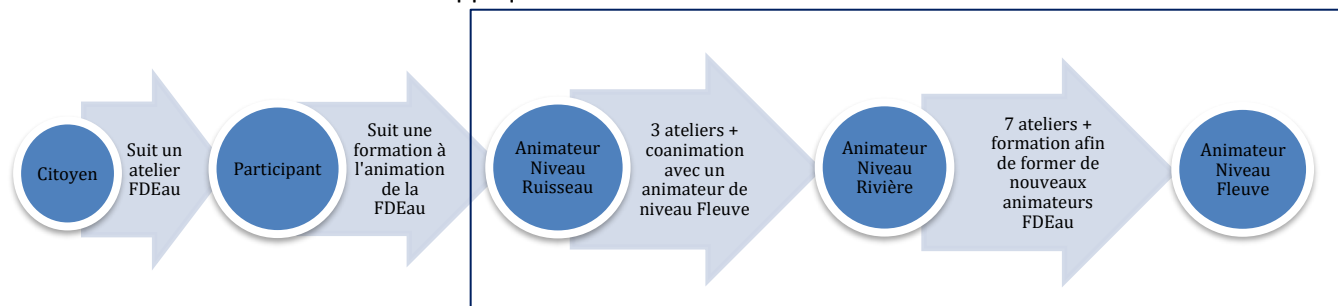 Citoyen
Suit un
atelier
FDEau
Participant
Suit une
formation à
l'animation
de la
FDEau
Animateur
Niveau
Ruisseau
3 ateliers +
coanimation
avec un
animateur de
niveau Fleuve
Animateur
Niveau
Rivière
7 ateliers +
formation afin
de former de
nouveaux
animateurs
FDEau
Animateur
Niveau
Fleuve